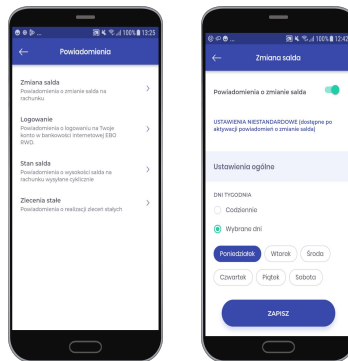 100% 13:25
Powiadomienia
Zmiana salda
Powiadomienia o zmianie salda na
rachunku
Logowanie
Powiadomienia o logowaniu na Twoje
konto w bankowości internetowej EBO
RWD.
Stan salda
Powiadomienia o wysokości salda na
rachunku wysyłane cyklicznie
Zlecenia stałe
Powiadomienia o realizacji zleceń stałych
100% 12:42
Zmiana salda
Powiadomienia o zmianie salda
USTAWIENIA NIESTANDARDOWE (dostępne po
aktywacji powiadomień o zmianie salda)
Ustawienia ogólne
DNI TYGODNIA
Codziennie
Wybrane dni
Poniedziałek Wtorek Środa
Czwartek Piątek Sobota
ZAPISZ